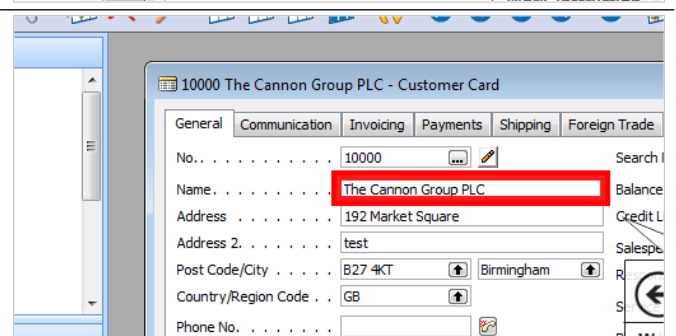 10000 The Cannon Group PLC - Customer Card
General Communication Invoicing Payments Shipping Foreign Trade
No. 10000 Search
Name. The Cannon Group PLC Balance
Address 192 Market Square Credit
Address 2. test
Post Code/City B27 4KT Birmingham
Country/Region Code GB
Phone No.